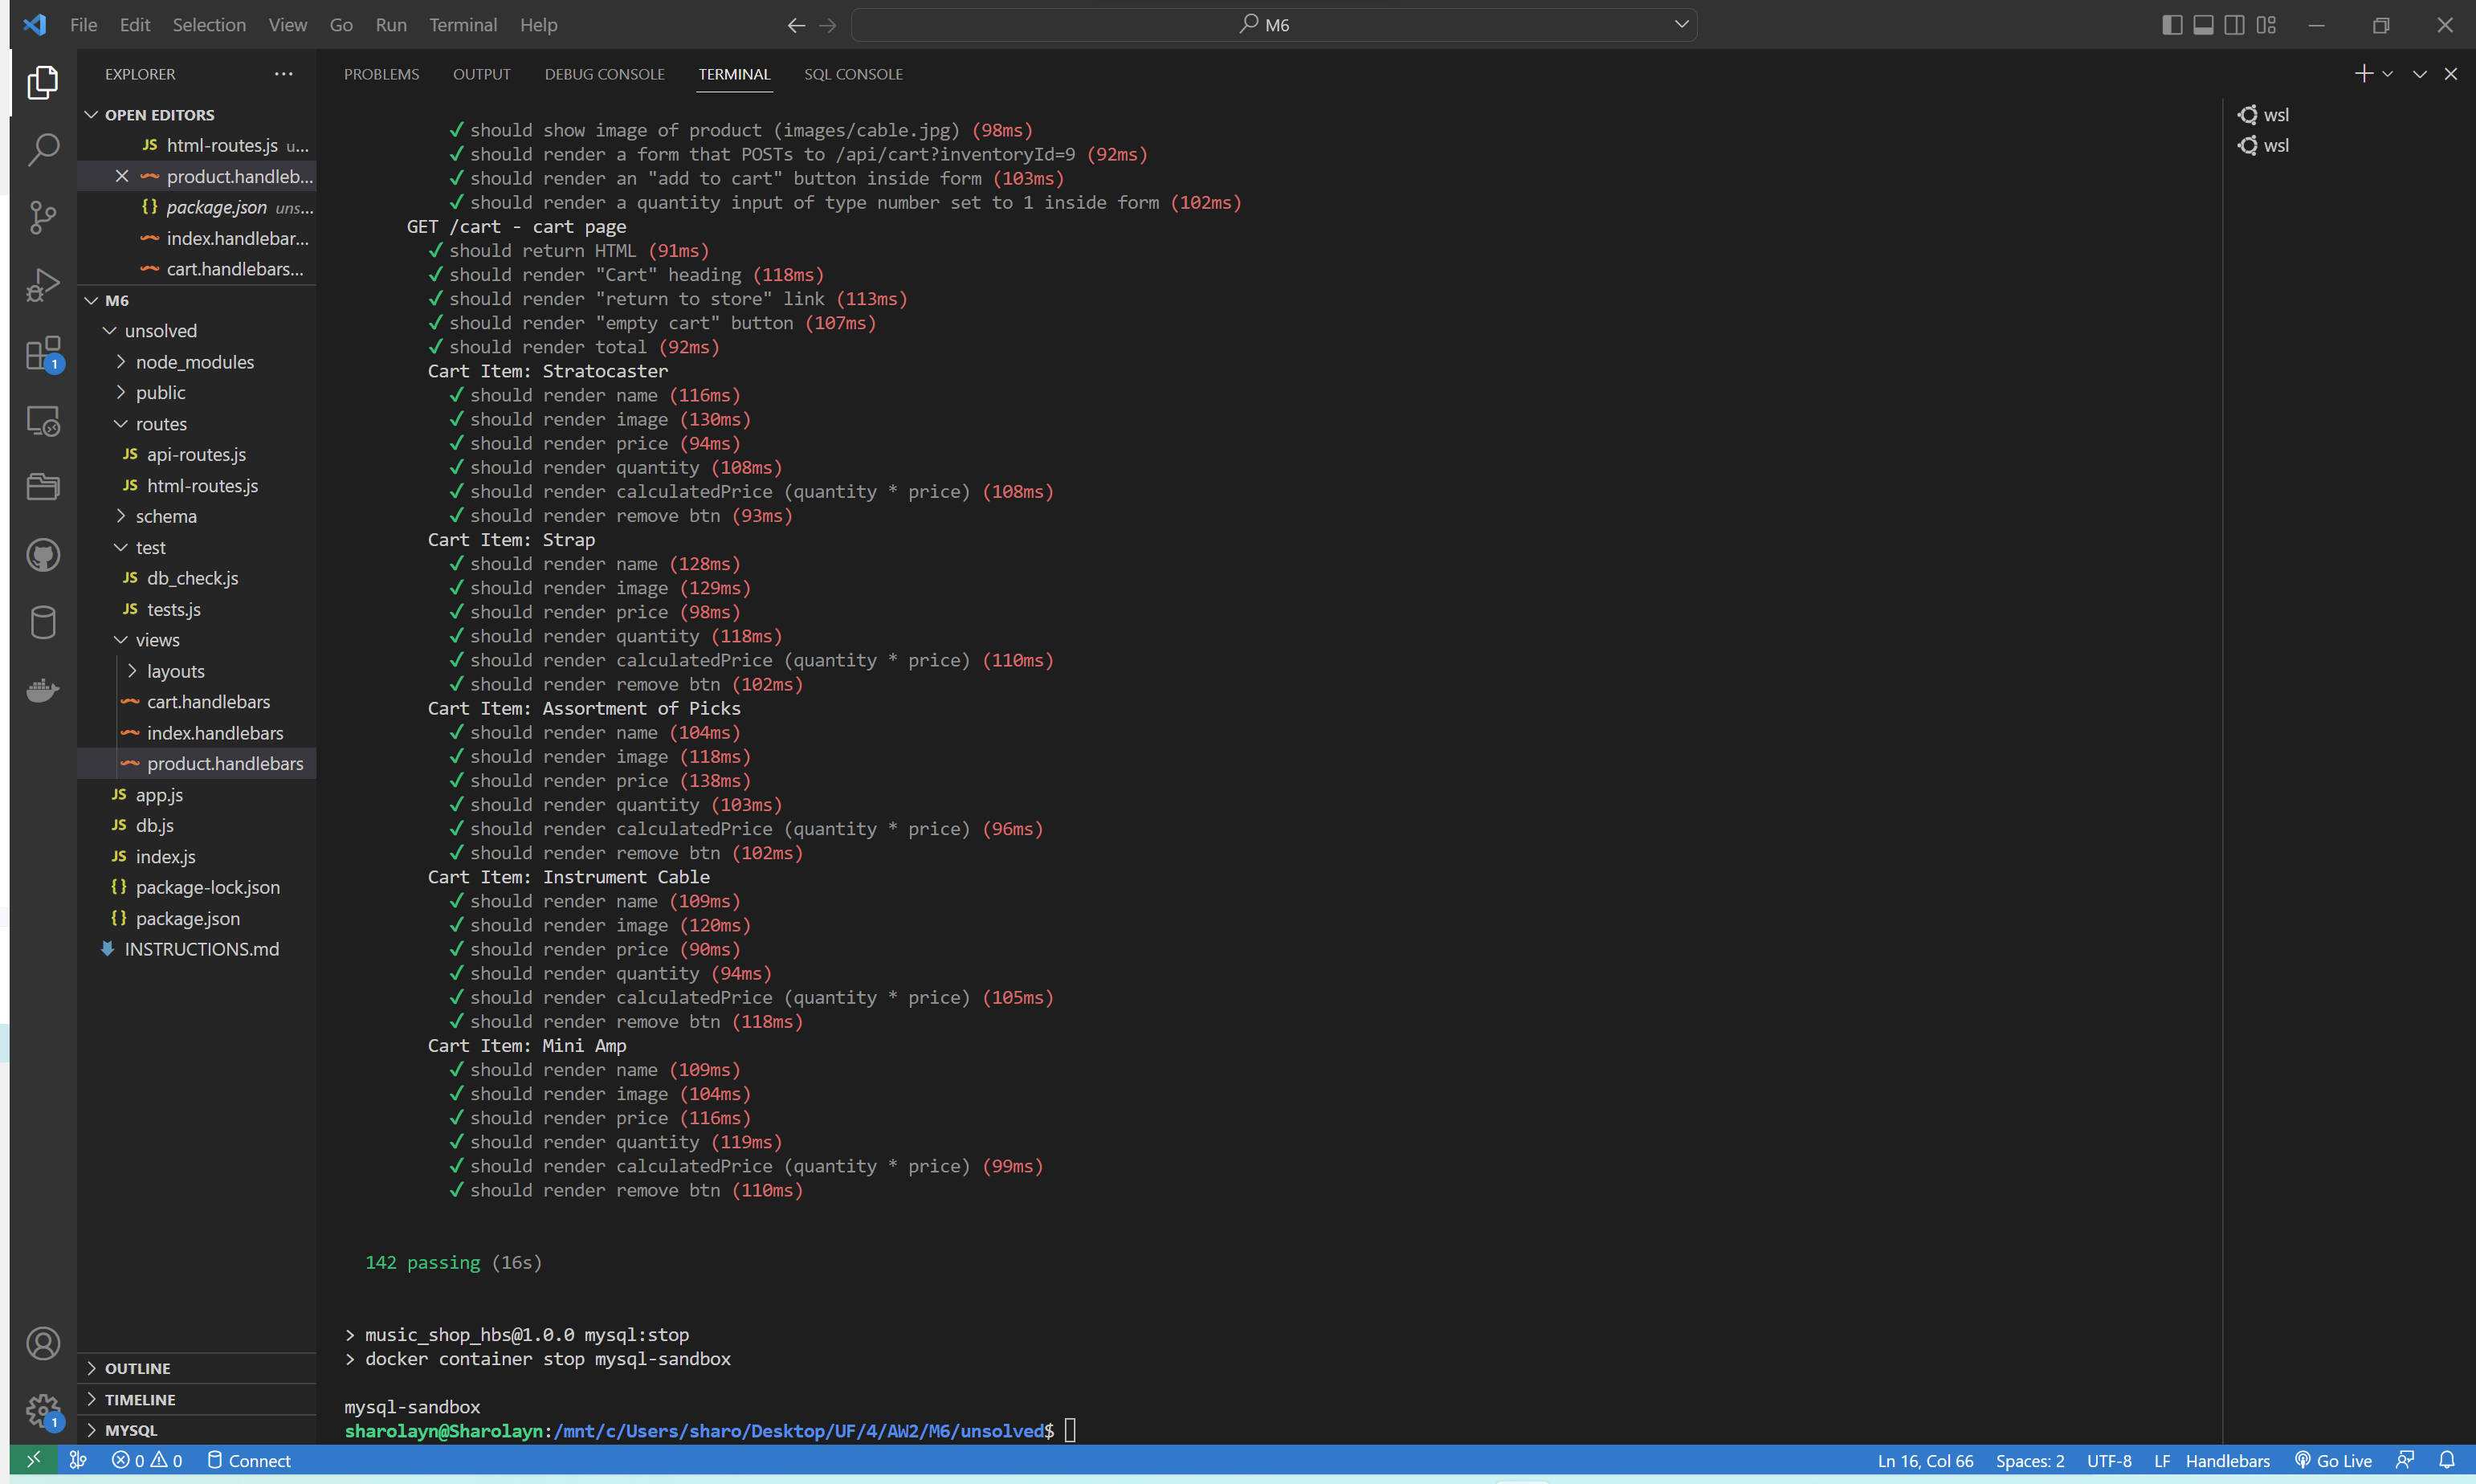 File Edit Selection View Go Run Terminal Help
M6
EXPLORER
OPEN EDITORS
JS html-routes.js u...
product.handleb...
{} package.json uns...
index.handlebar...
cart.handlebars...
M6
unsolved
node_modules
public
routes
JS api-routes.js
JS html-routes.js
schema
test
JS db_check.js
JS tests.js
views
layouts
cart.handlebars
index.handlebars
product.handlebars
JS app.js
JS db.js
JS index.js
{} package-lock.json
{} package.json
INSTRUCTIONS.md
OUTLINE
TIMELINE
MYSQL
1
1
PROBLEMS OUTPUT DEBUG CONSOLE TERMINAL SQL CONSOLE
✓ should show image of product (images/cable.jpg) (98ms)
✓ should render a form that POSTs to /api/cart?inventoryId=9 (92ms)
✓ should render an "add to cart" button inside form (103ms)
✓ should render a quantity input of type number set to 1 inside form (102ms)
GET /cart - cart page
✓ should return HTML (91ms)
✓ should render "Cart" heading (118ms)
✓ should render "return to store" link (113ms)
✓ should render "empty cart" button (107ms)
✓ should render total (92ms)
Cart Item: Stratocaster
✓ should render name (116ms)
✓ should render image (130ms)
✓ should render price (94ms)
✓ should render quantity (108ms)
✓ should render calculatedPrice (quantity * price) (108ms)
✓ should render remove btn (93ms)
Cart Item: Strap
✓ should render name (128ms)
✓ should render image (129ms)
✓ should render price (98ms)
✓ should render quantity (118ms)
✓ should render calculatedPrice (quantity * price) (110ms)
✓ should render remove btn (102ms)
Cart Item: Assortment of Picks
✓ should render name (104ms)
✓ should render image (118ms)
✓ should render price (138ms)
✓ should render quantity (103ms)
✓ should render calculatedPrice (quantity * price) (96ms)
✓ should render remove btn (102ms)
Cart Item: Instrument Cable
✓ should render name (109ms)
✓ should render image (120ms)
✓ should render price (90ms)
✓ should render quantity (94ms)
✓ should render calculatedPrice (quantity * price) (105ms)
✓ should render remove btn (118ms)
Cart Item: Mini Amp
✓ should render name (109ms)
✓ should render image (104ms)
✓ should render price (116ms)
✓ should render quantity (119ms)
✓ should render calculatedPrice (quantity * price) (99ms)
✓ should render remove btn (110ms)
142 passing (16s)
> music_shop_hbs@1.0.0 mysql:stop
> docker container stop mysql-sandbox
mysql-sandbox
sharolayn@Sharolayn:/mnt/c/Users/sharo/Desktop/UF/4/AW2/M6/unsolved$
wsl
wsl
0 0 Connect
Ln 16, Col 66 Spaces: 2 UTF-8 LF Handlebars Go Live